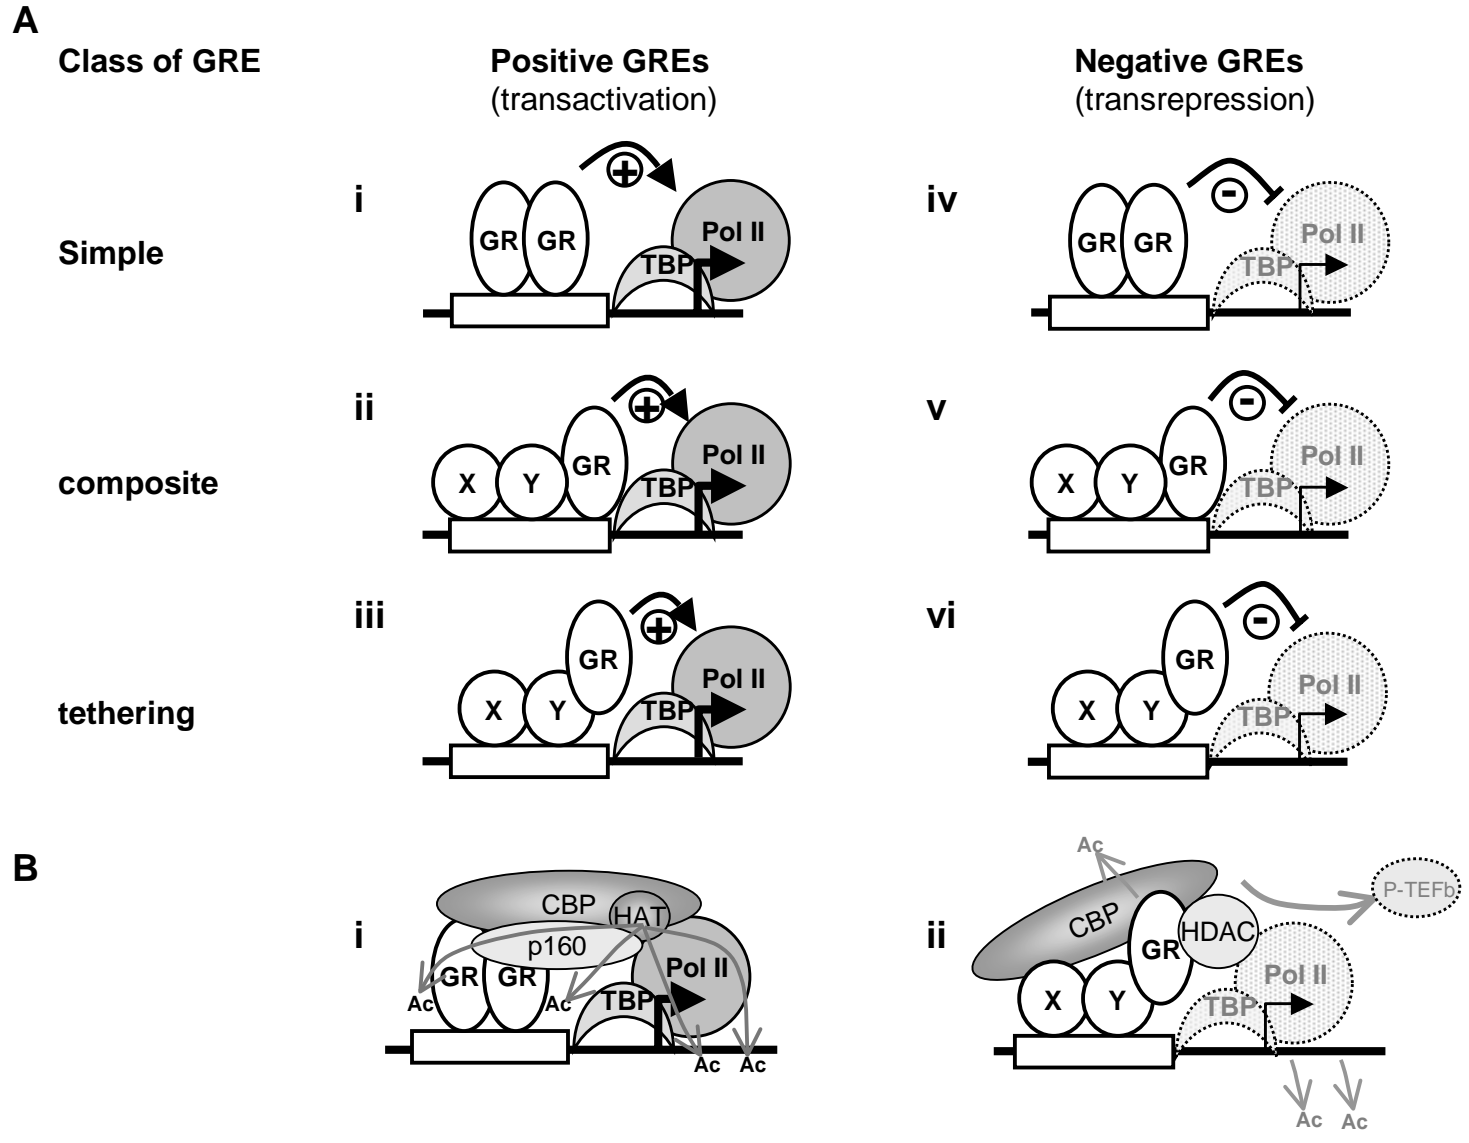 A
Class of GRE
Positive GREs
(transactivation)
Negative GREs
(transrepression)
Simple
i
GR GR
+
TBP
Pol II
iv
GR GR
-
TBP
Pol II
composite
ii
X Y GR
+
TBP
Pol II
v
X Y GR
-
TBP
Pol II
tethering
iii
X Y GR
+
TBP
Pol II
vi
X Y GR
-
TBP
Pol II
B
i
CBP
HAT
p160
GR GR
Pol II
TBP
Ac
Ac
Ac
Ac
ii
Ac
CBP
P-TEFb
HDAC
GR
X Y
Pol II
TBP
Ac
Ac